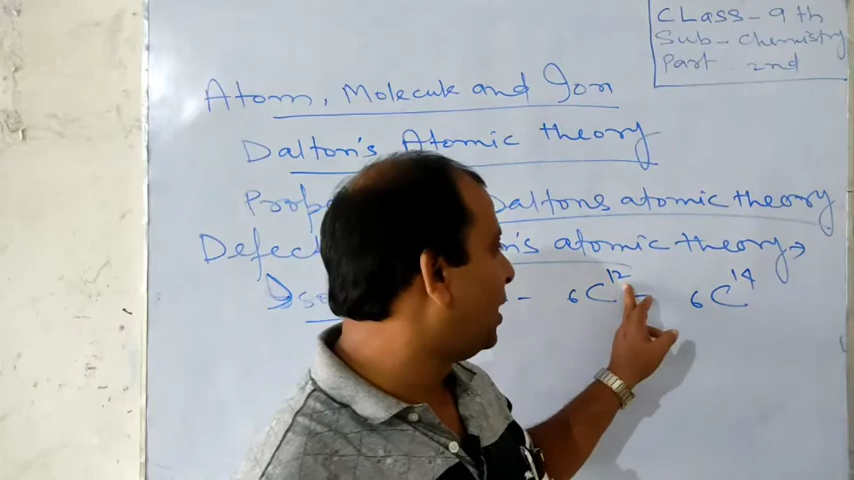 CLass-9th
Sub-chemistry
Part - 2nd
Atom, Molecule and Ion
Dalton's Atomic theory
Daltons atomic theory
atomic theory →
- ₆C¹² - ₆C¹⁴